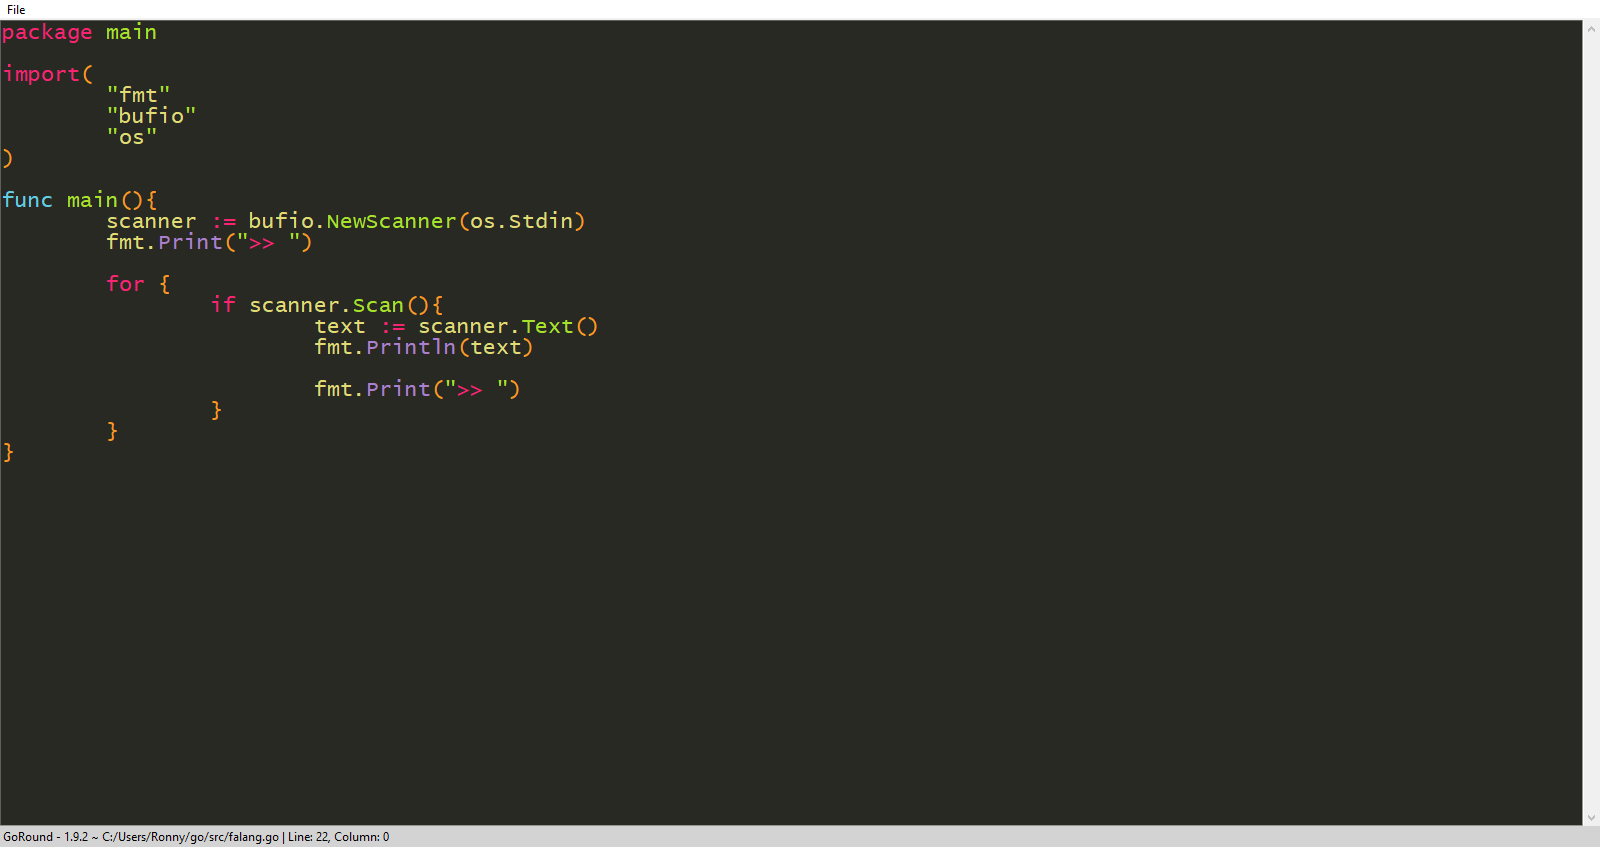 File
package main
import(
"fmt"
"bufio"
"os"
)
func main(){
scanner := bufio.NewScanner(os.Stdin)
fmt.Print(">> ")
for {
if scanner.Scan(){
text := scanner.Text()
fmt.Println(text)
fmt.Print(">> ")
}
}
}
GoRound - 1.9.2 ~ C:/Users/Ronny/go/src/falang.go | Line: 22, Column: 0